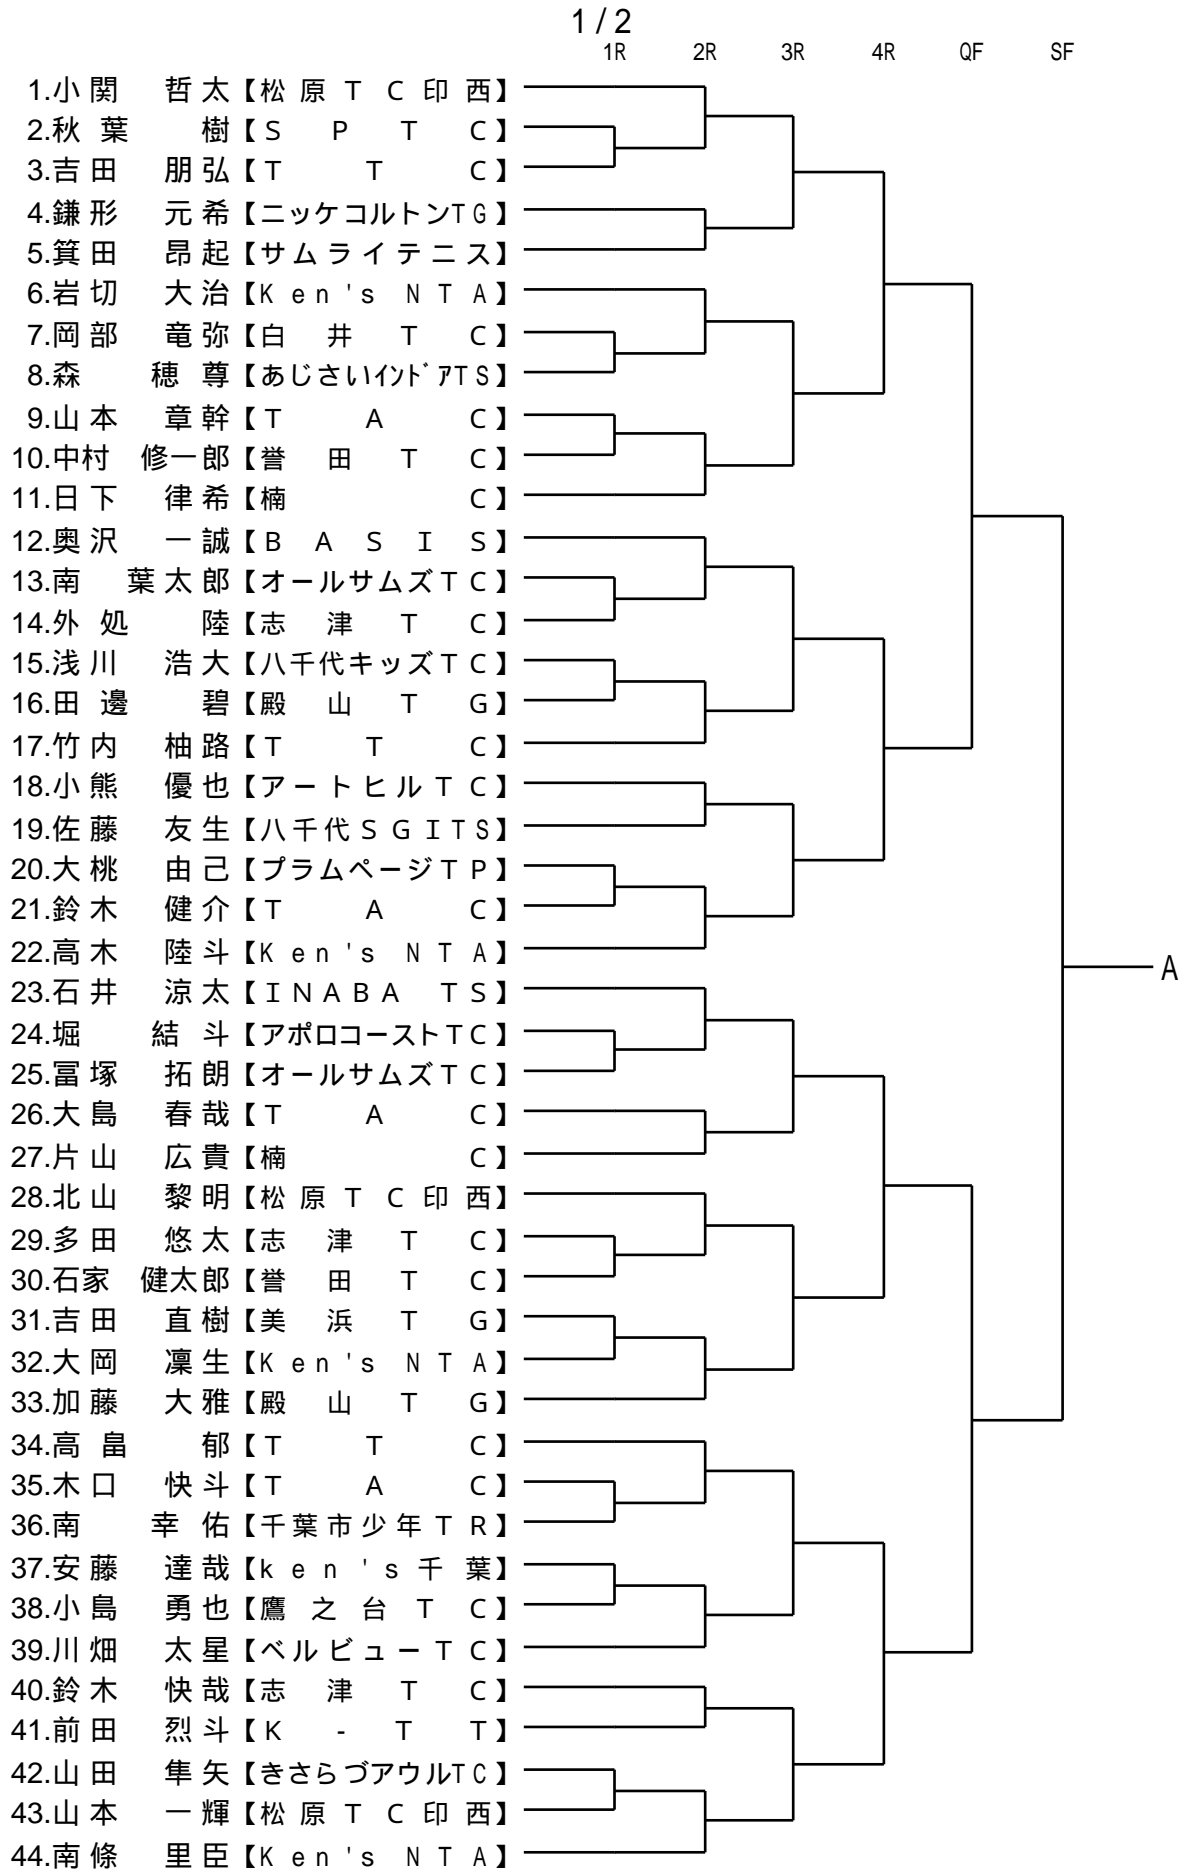 1/2
1R 2R 3R 4R QF SF
1.小関 哲太【松原TC印西】
2.秋葉 樹【SPTC】
3.吉田 朋弘【TTC】
4.鎌形 元希【ニッケコルトンTG】
5.箕田 昂起【サムライテニス】
6.岩切 大治【Ken's NTA】
7.岡部 竜弥【白井TC】
8.森 穂尊【あじさいｲﾝﾄﾞｱTS】
9.山本 章幹【TAC】
10.中村 修一郎【誉田TC】
11.日下 律希【楠C】
12.奥沢 一誠【BASIS】
13.南 葉太郎【オールサムズTC】
14.外処 陸【志津TC】
15.浅川 浩大【八千代キッズTC】
16.田邊 碧【殿山TG】
17.竹内 柚路【TTC】
18.小熊 優也【アートヒルTC】
19.佐藤 友生【八千代SGITS】
20.大桃 由己【プラムページTP】
21.鈴木 健介【TAC】
22.高木 陸斗【Ken's NTA】
A
23.石井 涼太【INABA TS】
24.堀 結斗【アポロコーストTC】
25.冨塚 拓朗【オールサムズTC】
26.大島 春哉【TAC】
27.片山 広貴【楠C】
28.北山 黎明【松原TC印西】
29.多田 悠太【志津TC】
30.石家 健太郎【誉田TC】
31.吉田 直樹【美浜TG】
32.大岡 凜生【Ken's NTA】
33.加藤 大雅【殿山TG】
34.高畠 郁【TTC】
35.木口 快斗【TAC】
36.南 幸佑【千葉市少年TR】
37.安藤 達哉【ken's千葉】
38.小島 勇也【鷹之台TC】
39.川畑 太星【ベルビューTC】
40.鈴木 快哉【志津TC】
41.前田 烈斗【K-TT】
42.山田 隼矢【きさらづアウルTC】
43.山本 一輝【松原TC印西】
44.南條 里臣【Ken's NTA】